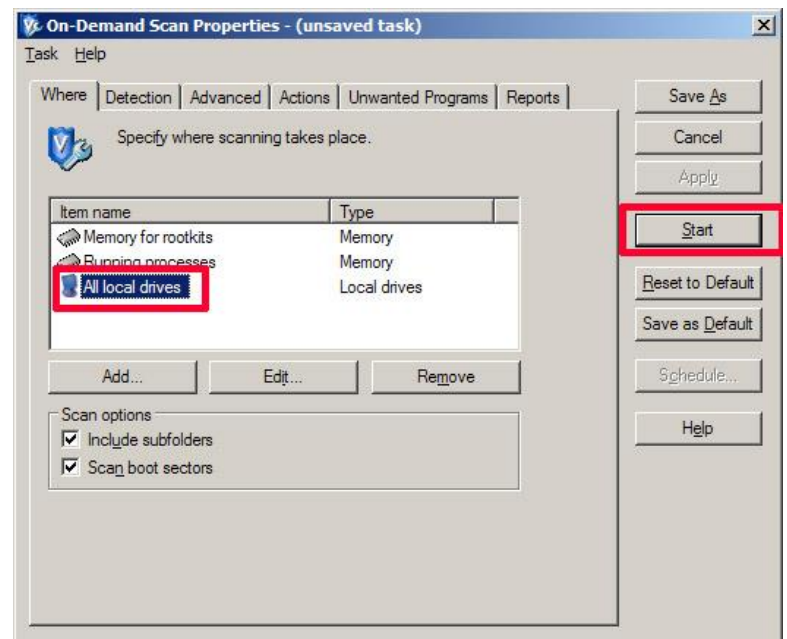 On-Demand Scan Properties - (unsaved task)
Task Help
Where Detection Advanced Actions Unwanted Programs Reports
Specify where scanning takes place.
Item name Type
Memory for rootkits Memory
Running processes Memory
All local drives Local drives
Add... Edit... Remove
Scan options
Include subfolders
Scan boot sectors
Save As
Cancel
Apply
Start
Reset to Default
Save as Default
Schedule...
Help